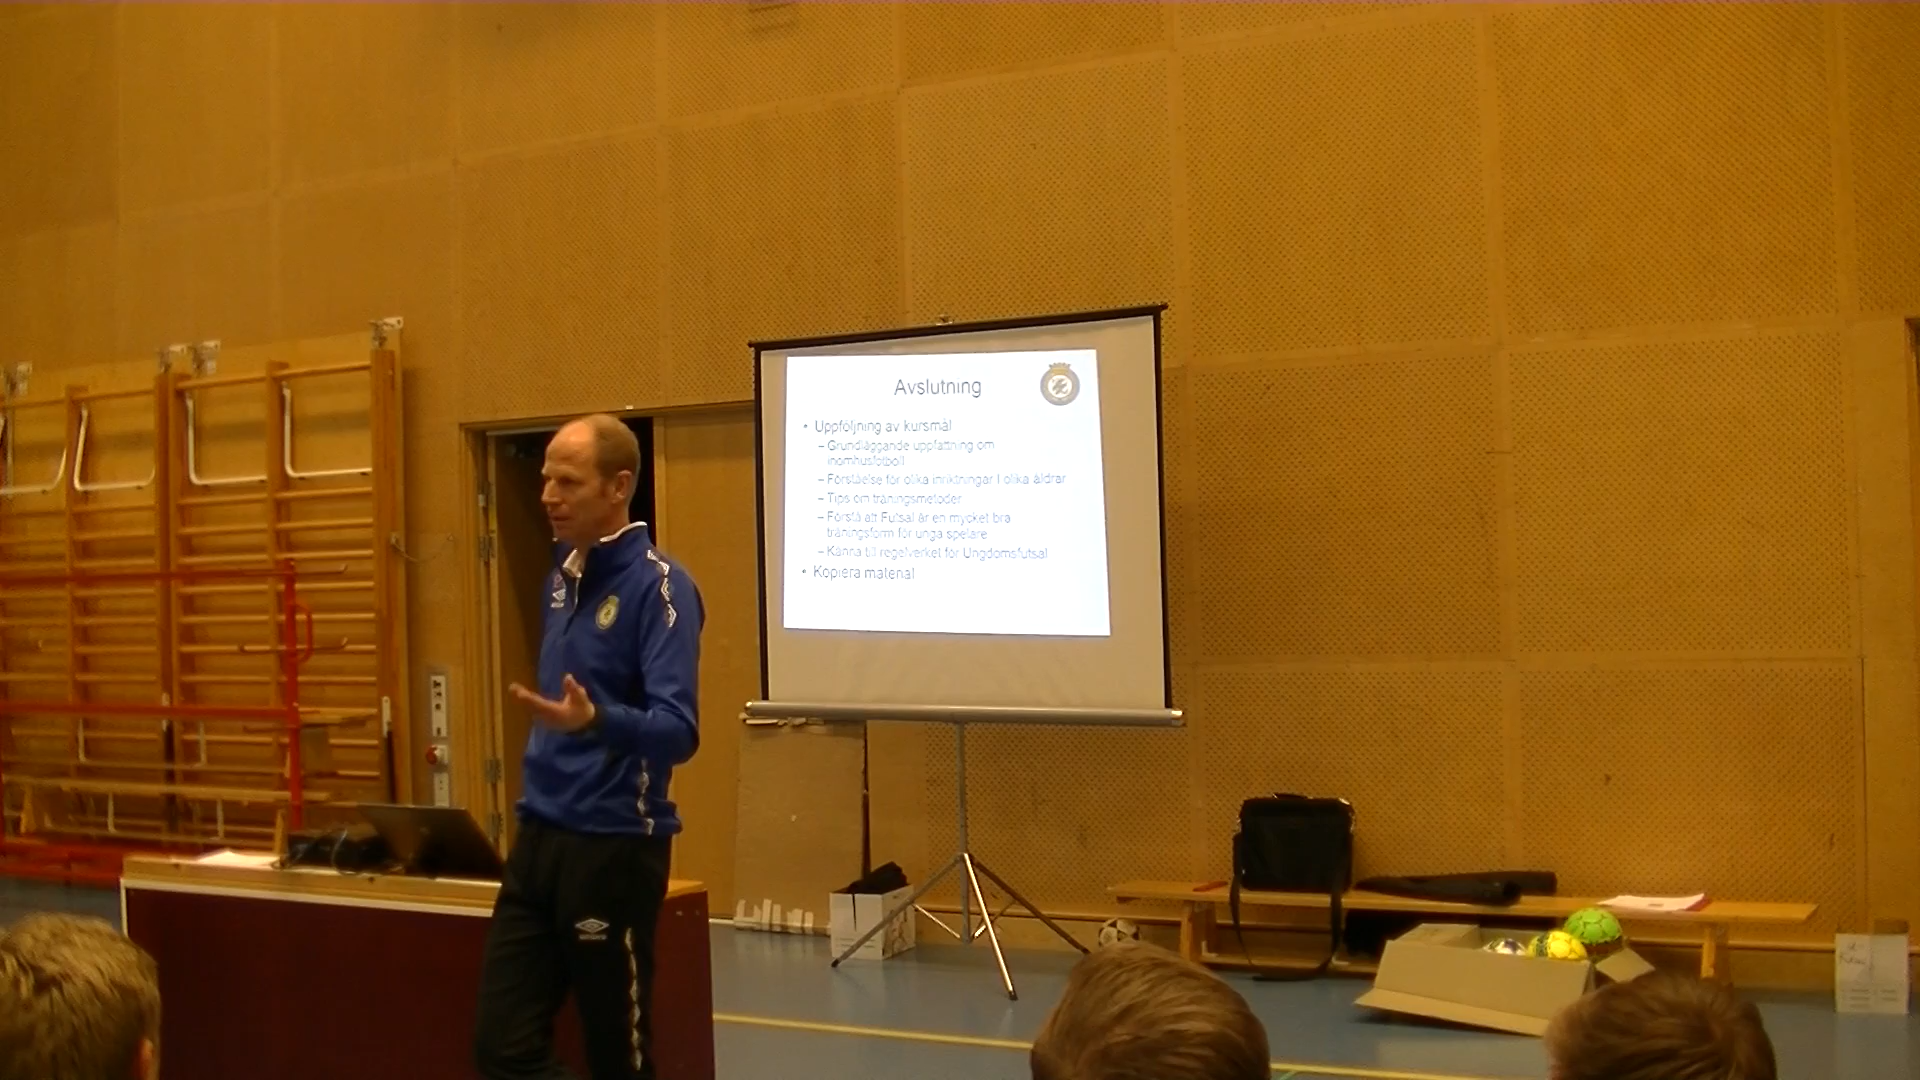 Avslutning
• Uppföljning av kursmål
– Grundläggande uppfattning om
inomhusfotboll
– Förståelse för olika inriktningar I olika åldrar
– Tips om träningsmetoder
– Förstå att Futsal är en mycket bra
träningsform för unga spelare
– Känna till regelverket för Ungdomsfutsal
• Kopiera material